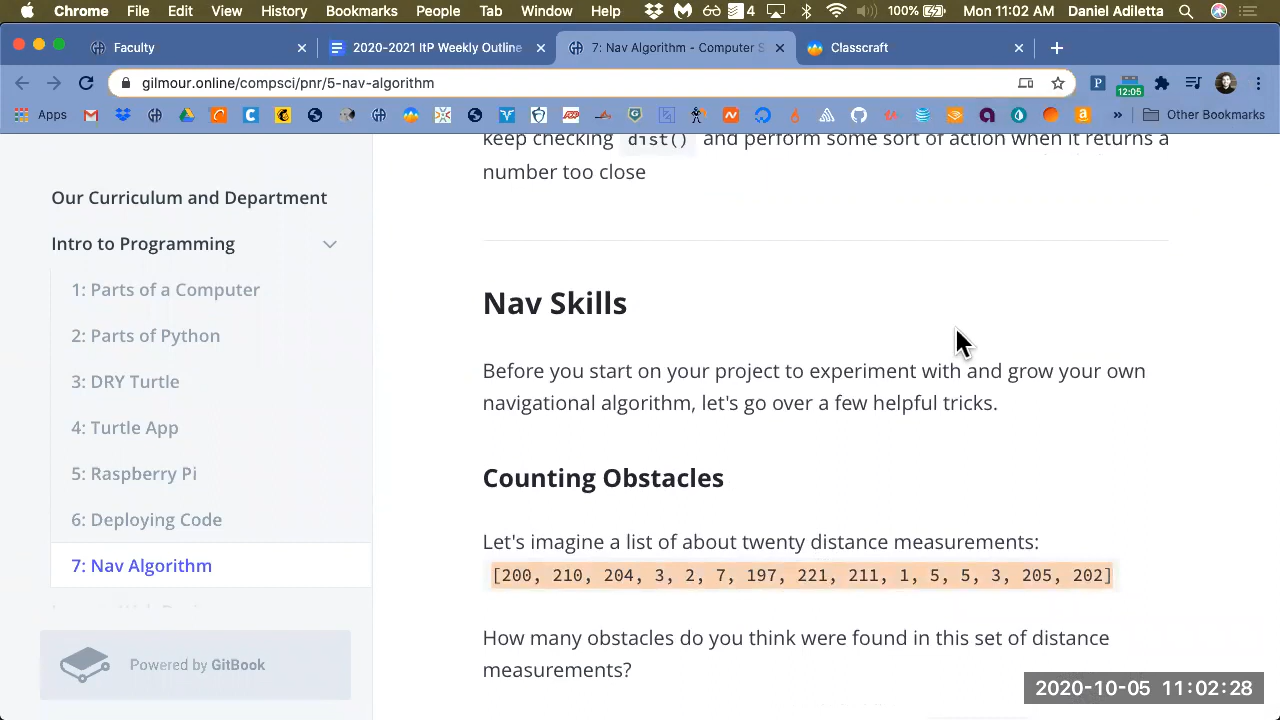 Chrome File Edit View History Bookmarks People Tab Window Help 4 100% Mon 11:02 AM Daniel Adiletta
Faculty
2020-2021 ItP Weekly Outline
7: Nav Algorithm - Computer S
Classcraft
gilmour.online/compsci/pnr/5-nav-algorithm
12:05
Apps
Other Bookmarks
keep checking dist() and perform some sort of action when it returns a
number too close
Our Curriculum and Department
Intro to Programming
1: Parts of a Computer
2: Parts of Python
3: DRY Turtle
4: Turtle App
5: Raspberry Pi
6: Deploying Code
7: Nav Algorithm
Powered by GitBook
Nav Skills
Before you start on your project to experiment with and grow your own
navigational algorithm, let's go over a few helpful tricks.
Counting Obstacles
Let's imagine a list of about twenty distance measurements:
[200, 210, 204, 3, 2, 7, 197, 221, 211, 1, 5, 5, 3, 205, 202]
How many obstacles do you think were found in this set of distance
measurements?
2020-10-05 11:02:28